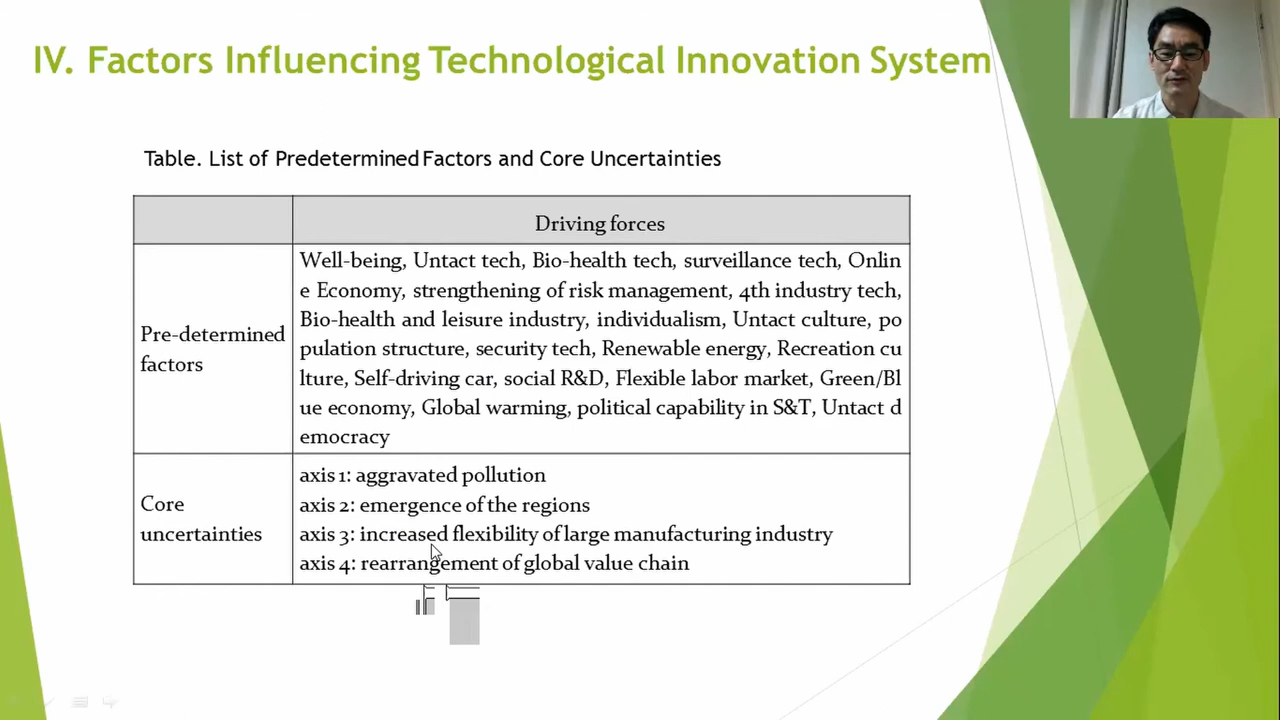 IV. Factors Influencing Technological Innovation System
Table. List of Predetermined Factors and Core Uncertainties
Driving forces
Pre-determined
factors
Well-being, Untact tech, Bio-health tech, surveillance tech, Onlin
e Economy, strengthening of risk management, 4th industry tech,
Bio-health and leisure industry, individualism, Untact culture, po
pulation structure, security tech, Renewable energy, Recreation cu
lture, Self-driving car, social R&D, Flexible labor market, Green/Bl
ue economy, Global warming, political capability in S&T, Untact d
emocracy
Core
uncertainties
axis 1: aggravated pollution
axis 2: emergence of the regions
axis 3: increased flexibility of large manufacturing industry
axis 4: rearrangement of global value chain